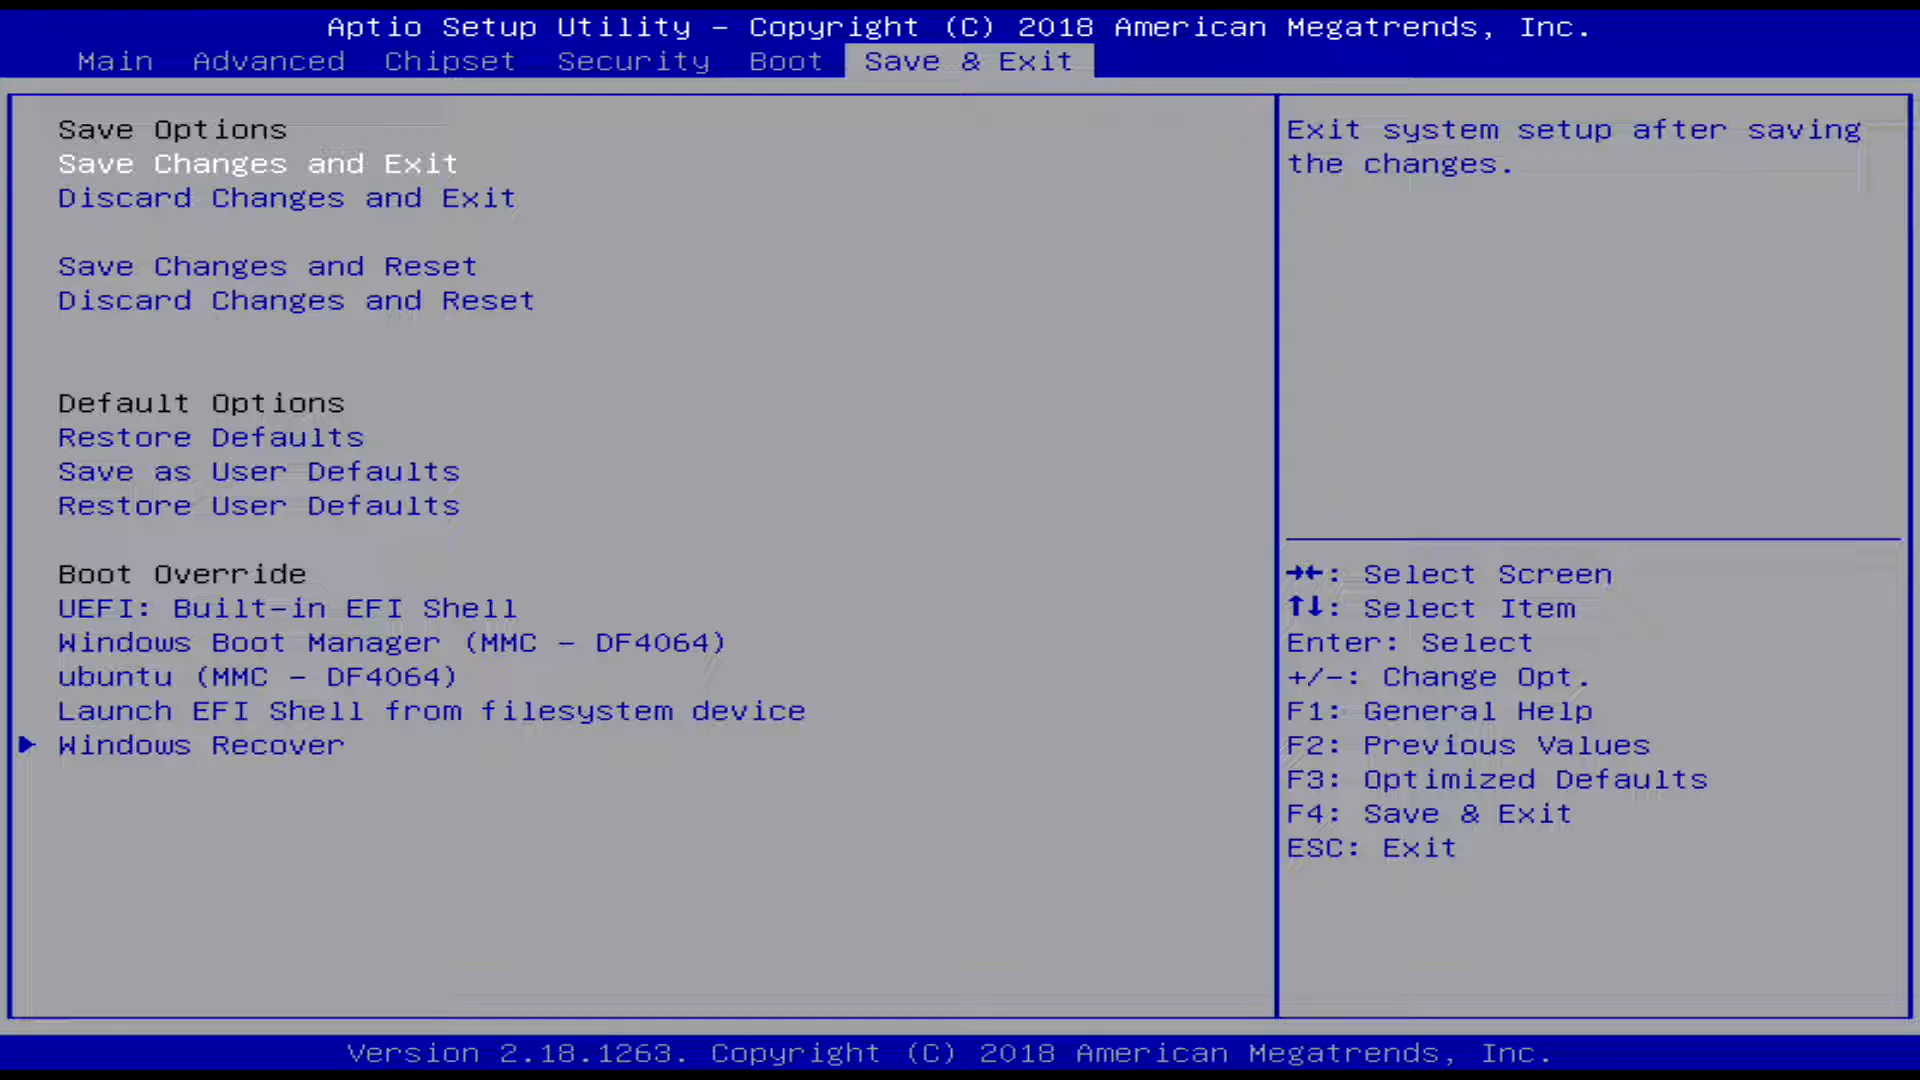 Aptio Setup Utility – Copyright (C) 2018 American Megatrends, Inc.
Main Advanced Chipset Security Boot Save & Exit
Save Options
Save Changes and Exit
Discard Changes and Exit
Save Changes and Reset
Discard Changes and Reset
Default Options
Restore Defaults
Save as User Defaults
Restore User Defaults
Boot Override
UEFI: Built-in EFI Shell
Windows Boot Manager (MMC – DF4064)
ubuntu (MMC – DF4064)
Launch EFI Shell from filesystem device
▶ Windows Recover
Exit system setup after saving
the changes.
→←: Select Screen
↑↓: Select Item
Enter: Select
+/-: Change Opt.
F1: General Help
F2: Previous Values
F3: Optimized Defaults
F4: Save & Exit
ESC: Exit
Version 2.18.1263. Copyright (C) 2018 American Megatrends, Inc.